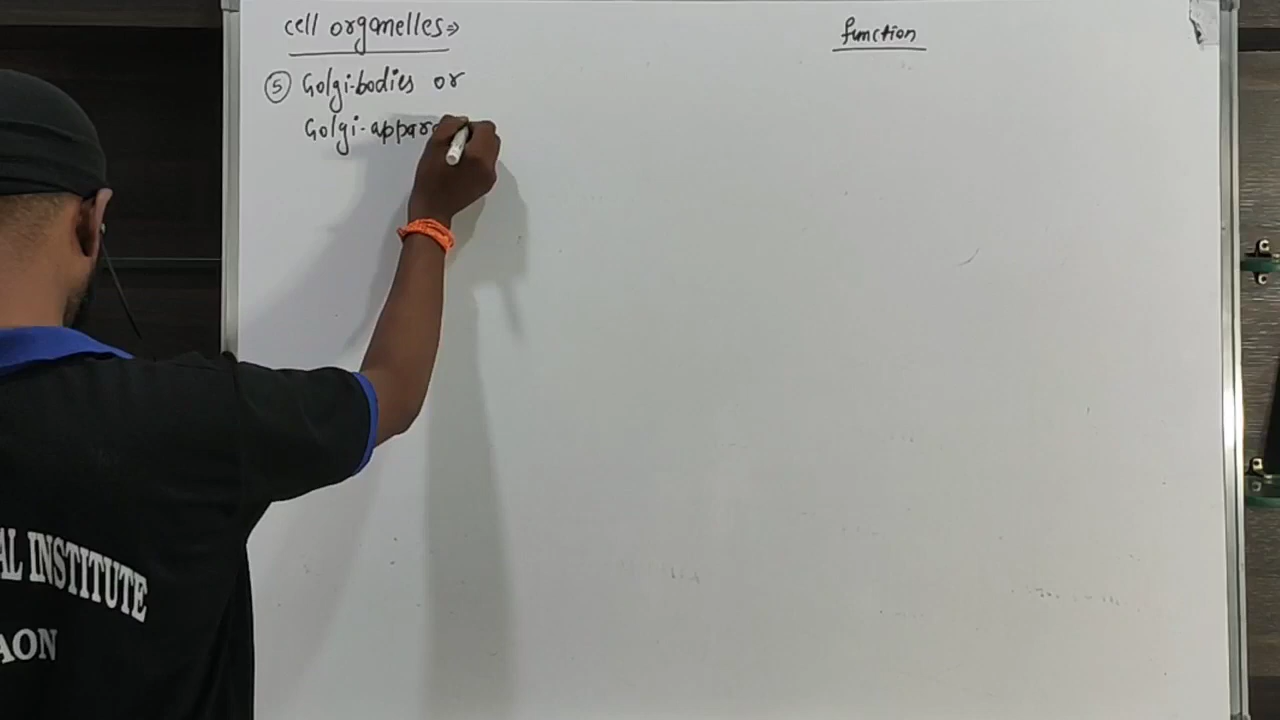 cell organelles⇒
function
⑤ Golgi-bodies or
Golgi-appar
AL INSTITUTE
AON